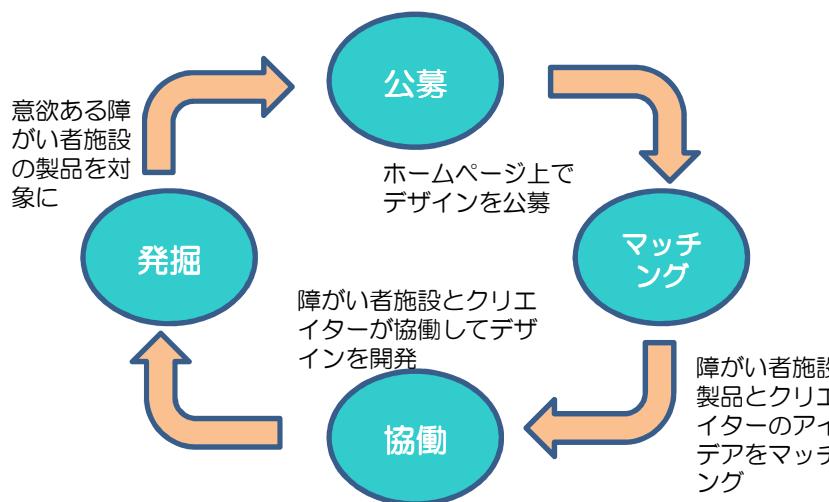 公募
意欲ある障
がい者施設
の製品を対
象に
ホームページ上で
デザインを公募
発掘
マッチ
ング
障がい者施設とクリエ
イターが協働してデザ
インを開発
障がい者施設
製品とクリエ
イターのアイ
デアをマッチ
ング
協働